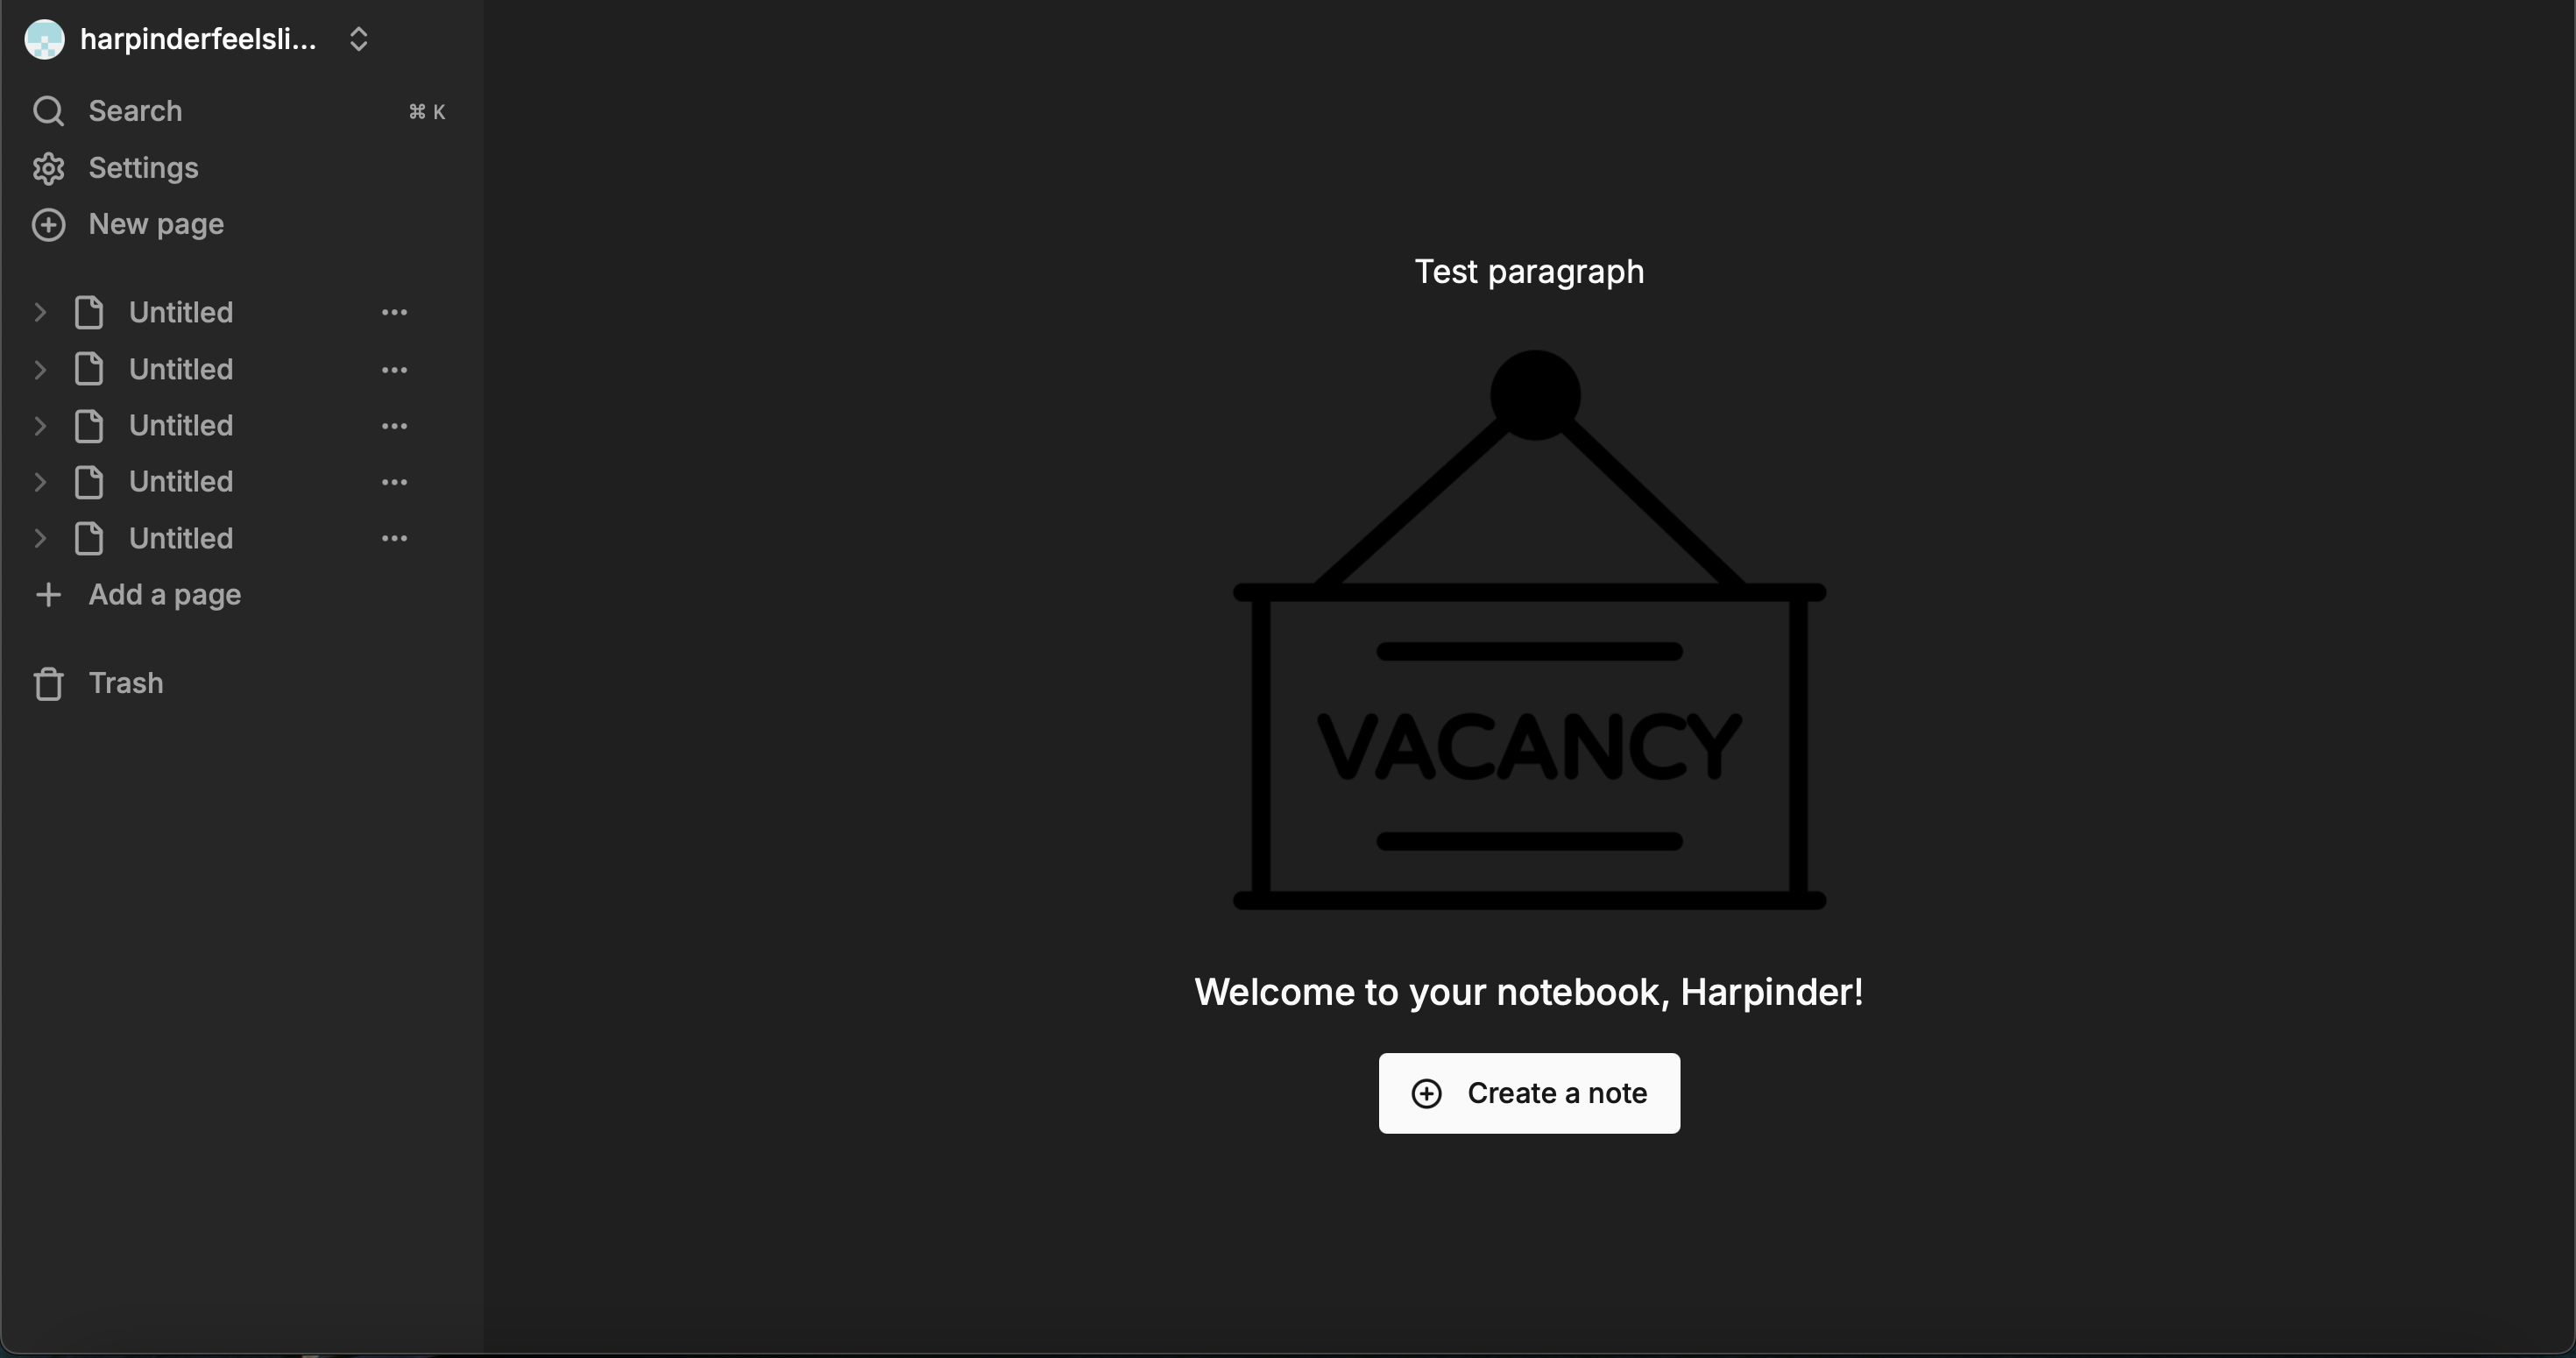 harpinderfeelsli...
Search ⌘ K
Settings
New page
Untitled
Untitled
Untitled
Untitled
Untitled
Add a page
Trash
Test paragraph
VACANCY
Welcome to your notebook, Harpinder!
Create a note